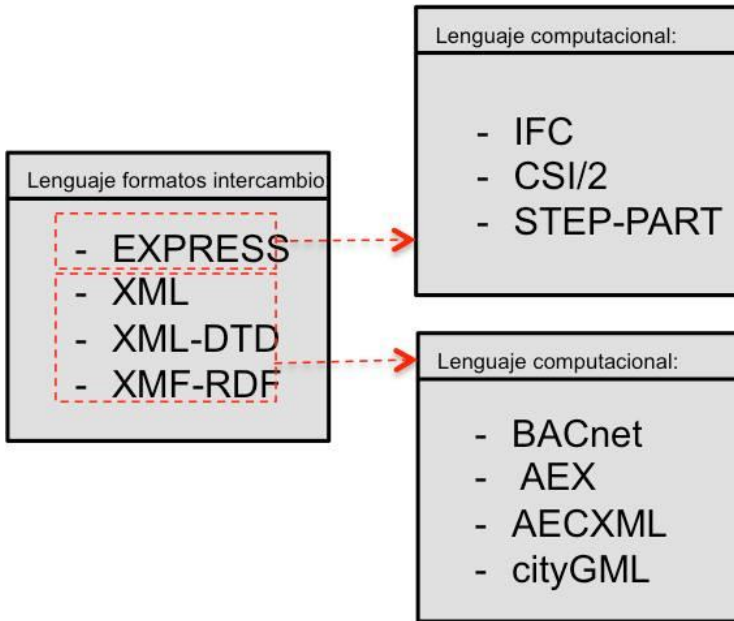 Lenguaje formatos intercambio:
- EXPRESS
- XML
- XML-DTD
- XMF-RDF
Lenguaje computacional:
- IFC
- CSI/2
- STEP-PART
Lenguaje computacional:
- BACnet
- AEX
- AECXML
- cityGML